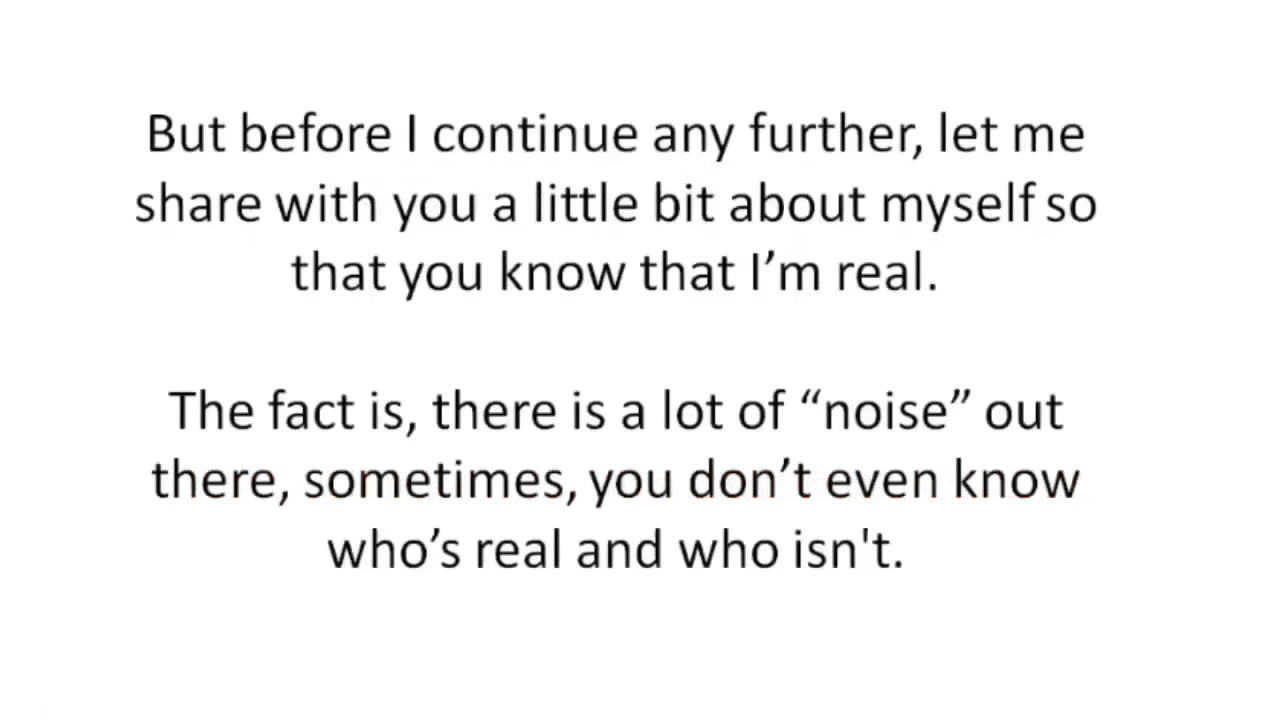 But before I continue any further, let me
share with you a little bit about myself so
that you know that I’m real.
The fact is, there is a lot of “noise” out
there, sometimes, you don’t even know
who’s real and who isn't.